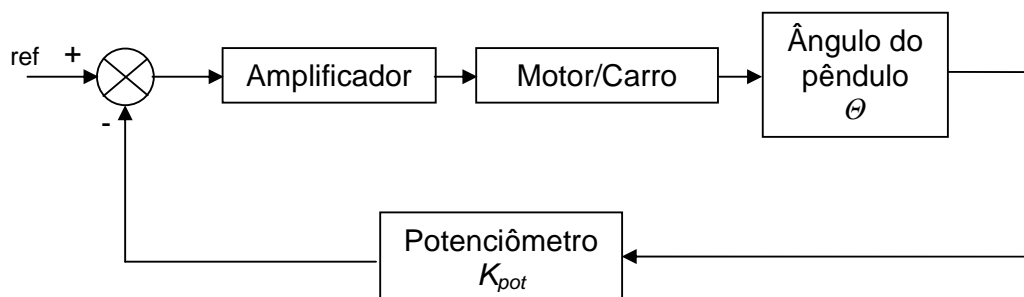 ref
+
-
Amplificador
Motor/Carro
Ângulo do
pêndulo
Θ
Potenciômetro
Kpot